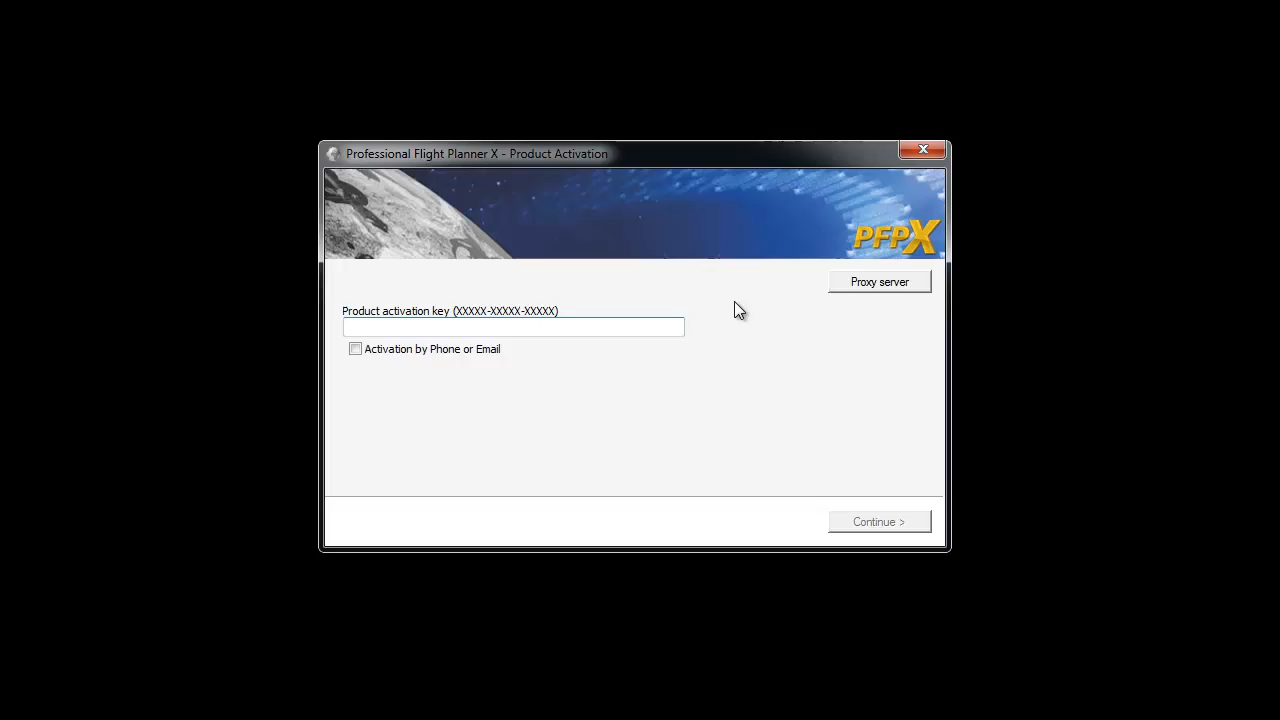 Professional Flight Planner X - Product Activation
PFPX
Proxy server
Product activation key (XXXXX-XXXXX-XXXXX)
Activation by Phone or Email
Continue >